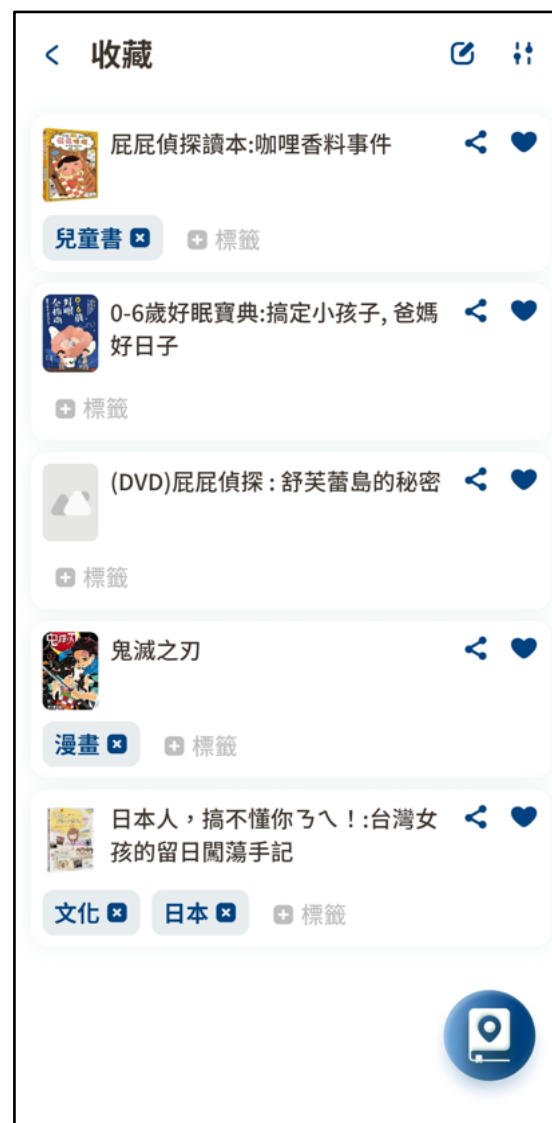 收藏
屁屁偵探讀本:咖哩香料事件
兒童書
標籤
0-6歲好眠寶典:搞定小孩子, 爸媽
好日子
標籤
(DVD)屁屁偵探 : 舒芙蕾島的秘密
標籤
鬼滅之刃
漫畫
標籤
日本人，搞不懂你ㄋㄟ！:台灣女
孩的留日闖蕩手記
文化 日本 標籤